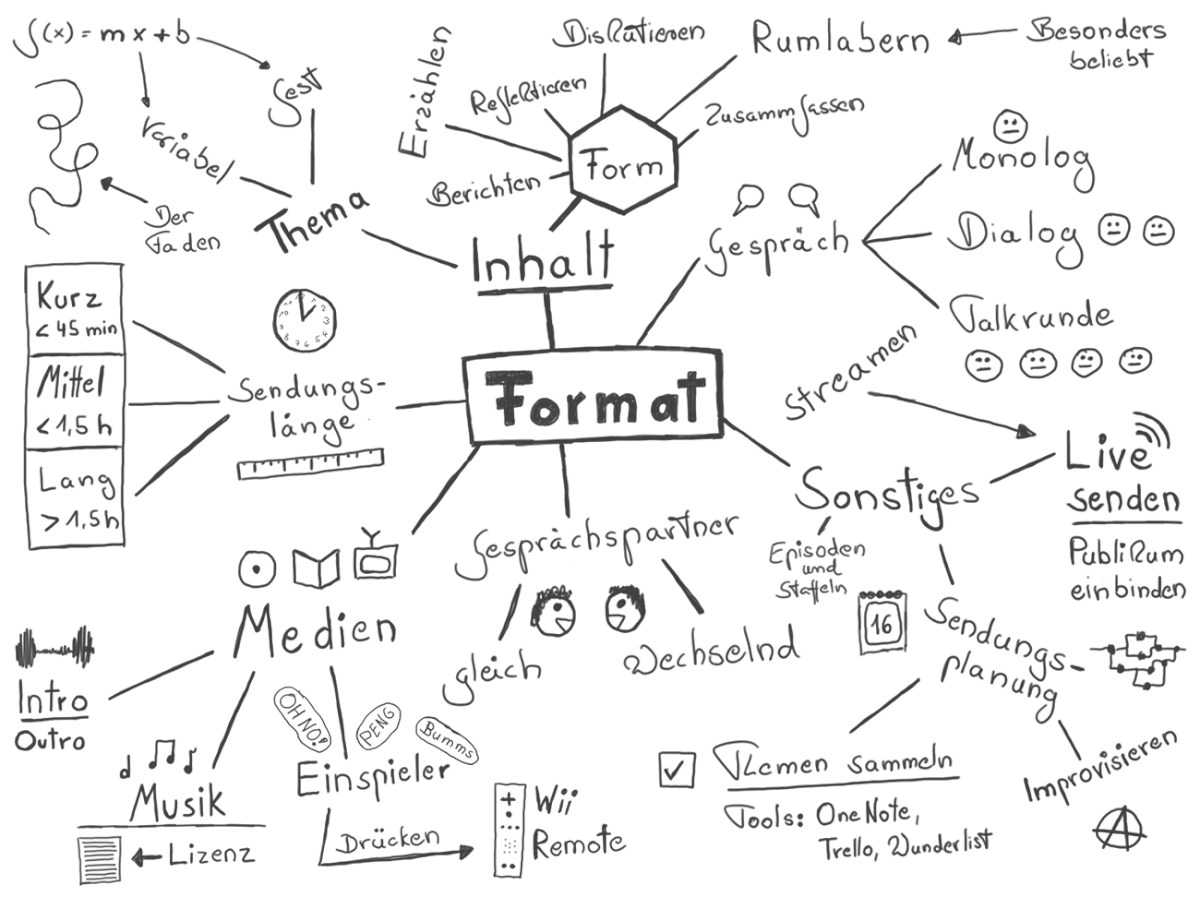 f(x) = mx + b
fest
Variabel
Der
Faden
Thema
Erzählen
Reflektieren
Diskutieren
Rumlabern
Besonders
beliebt
Zusammfassen
Berichten
Form
Inhalt
Gespräch
Monolog
Dialog
Talkrunde
Kurz
< 45 min
Mittel
< 1,5 h
Lang
> 1,5 h
Sendungs-
länge
Format
Streamen
Live
senden
Publikum
einbinden
Sonstiges
Episoden
und
Staffeln
16
Sendungs-
planung
Themen sammeln
Tools: OneNote,
Trello, Wunderlist
Improvisieren
A
Gesprächspartner
gleich
Wechselnd
Medien
Intro
Outro
Musik
Lizenz
OH NO!
PENG
Bumms
Einspieler
Drücken
Wii
Remote